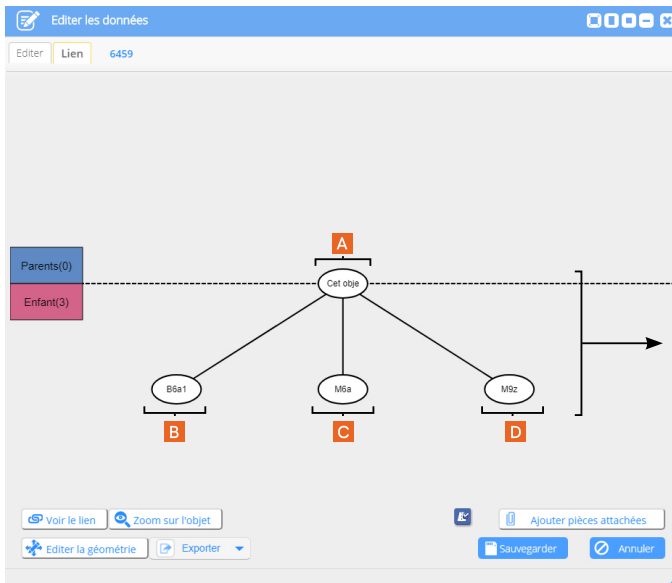 Editer les données
Editer Lien 6459
A
Parents(0)
Cet obje
Enfant(3)
B6a1 M6a M9z
B C D
Voir le lien Zoom sur l'objet Ajouter pièces attachées
Editer la géométrie Exporter Sauvegarder Annuler